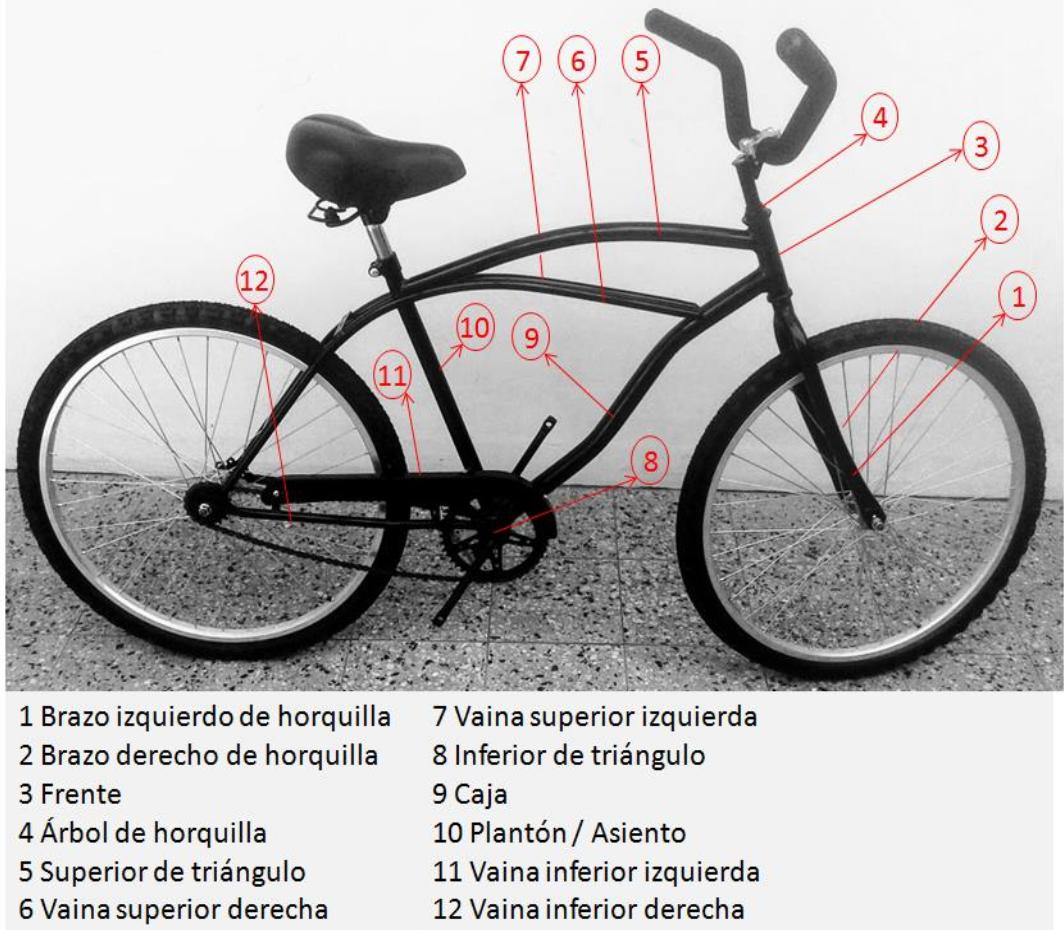 7
6
5
4
3
2
1
12
10
9
11
8
1 Brazo izquierdo de horquilla
2 Brazo derecho de horquilla
3 Frente
4 Árbol de horquilla
5 Superior de triángulo
6 Vaina superior derecha
7 Vaina superior izquierda
8 Inferior de triángulo
9 Caja
10 Plantón / Asiento
11 Vaina inferior izquierda
12 Vaina inferior derecha